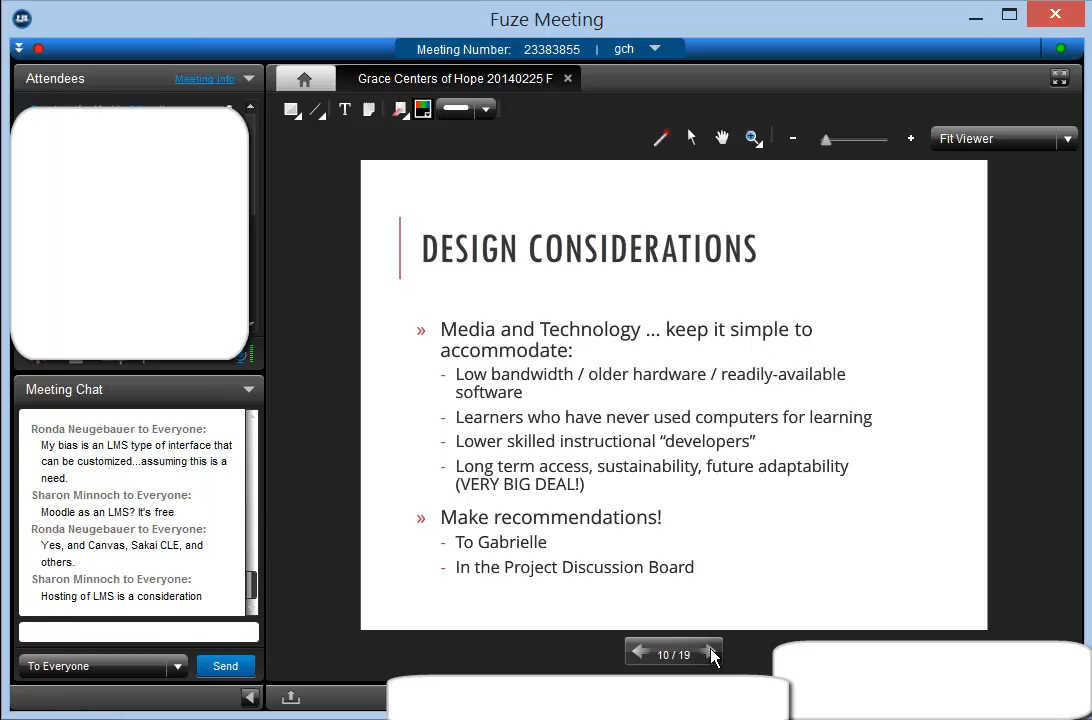 Fuze Meeting
Meeting Number: 23383855 | gch
Attendees
Meeting Info
Grace Centers of Hope 20140225 F
T
Fit Viewer
DESIGN CONSIDERATIONS
» Media and Technology … keep it simple to
accommodate:
- Low bandwidth / older hardware / readily-available
software
- Learners who have never used computers for learning
- Lower skilled instructional “developers”
- Long term access, sustainability, future adaptability
(VERY BIG DEAL!)
» Make recommendations!
- To Gabrielle
- In the Project Discussion Board
10 / 19
Meeting Chat
Ronda Neugebauer to Everyone:
My bias is an LMS type of interface that
can be customized...assuming this is a
need.
Sharon Minnoch to Everyone:
Moodle as an LMS? It's free
Ronda Neugebauer to Everyone:
Yes, and Canvas, Sakai CLE, and
others.
Sharon Minnoch to Everyone:
Hosting of LMS is a consideration
To Everyone
Send